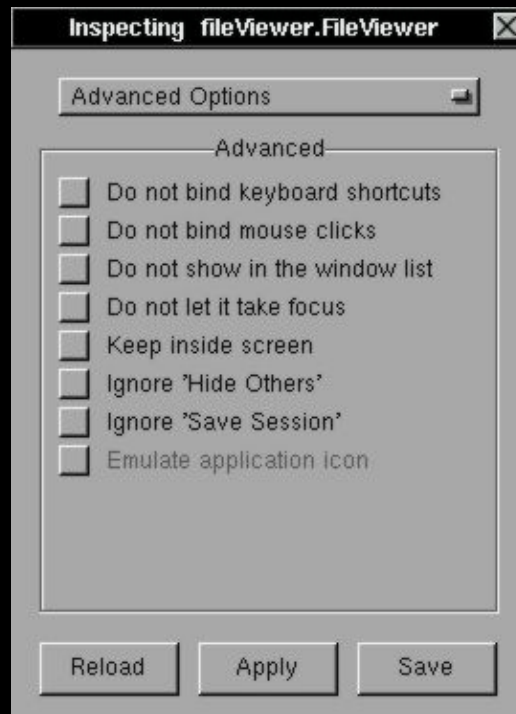 Inspecting fileViewer.FileViewer
Advanced Options
Advanced
Do not bind keyboard shortcuts
Do not bind mouse clicks
Do not show in the window list
Do not let it take focus
Keep inside screen
Ignore 'Hide Others'
Ignore 'Save Session'
Emulate application icon
Reload Apply Save